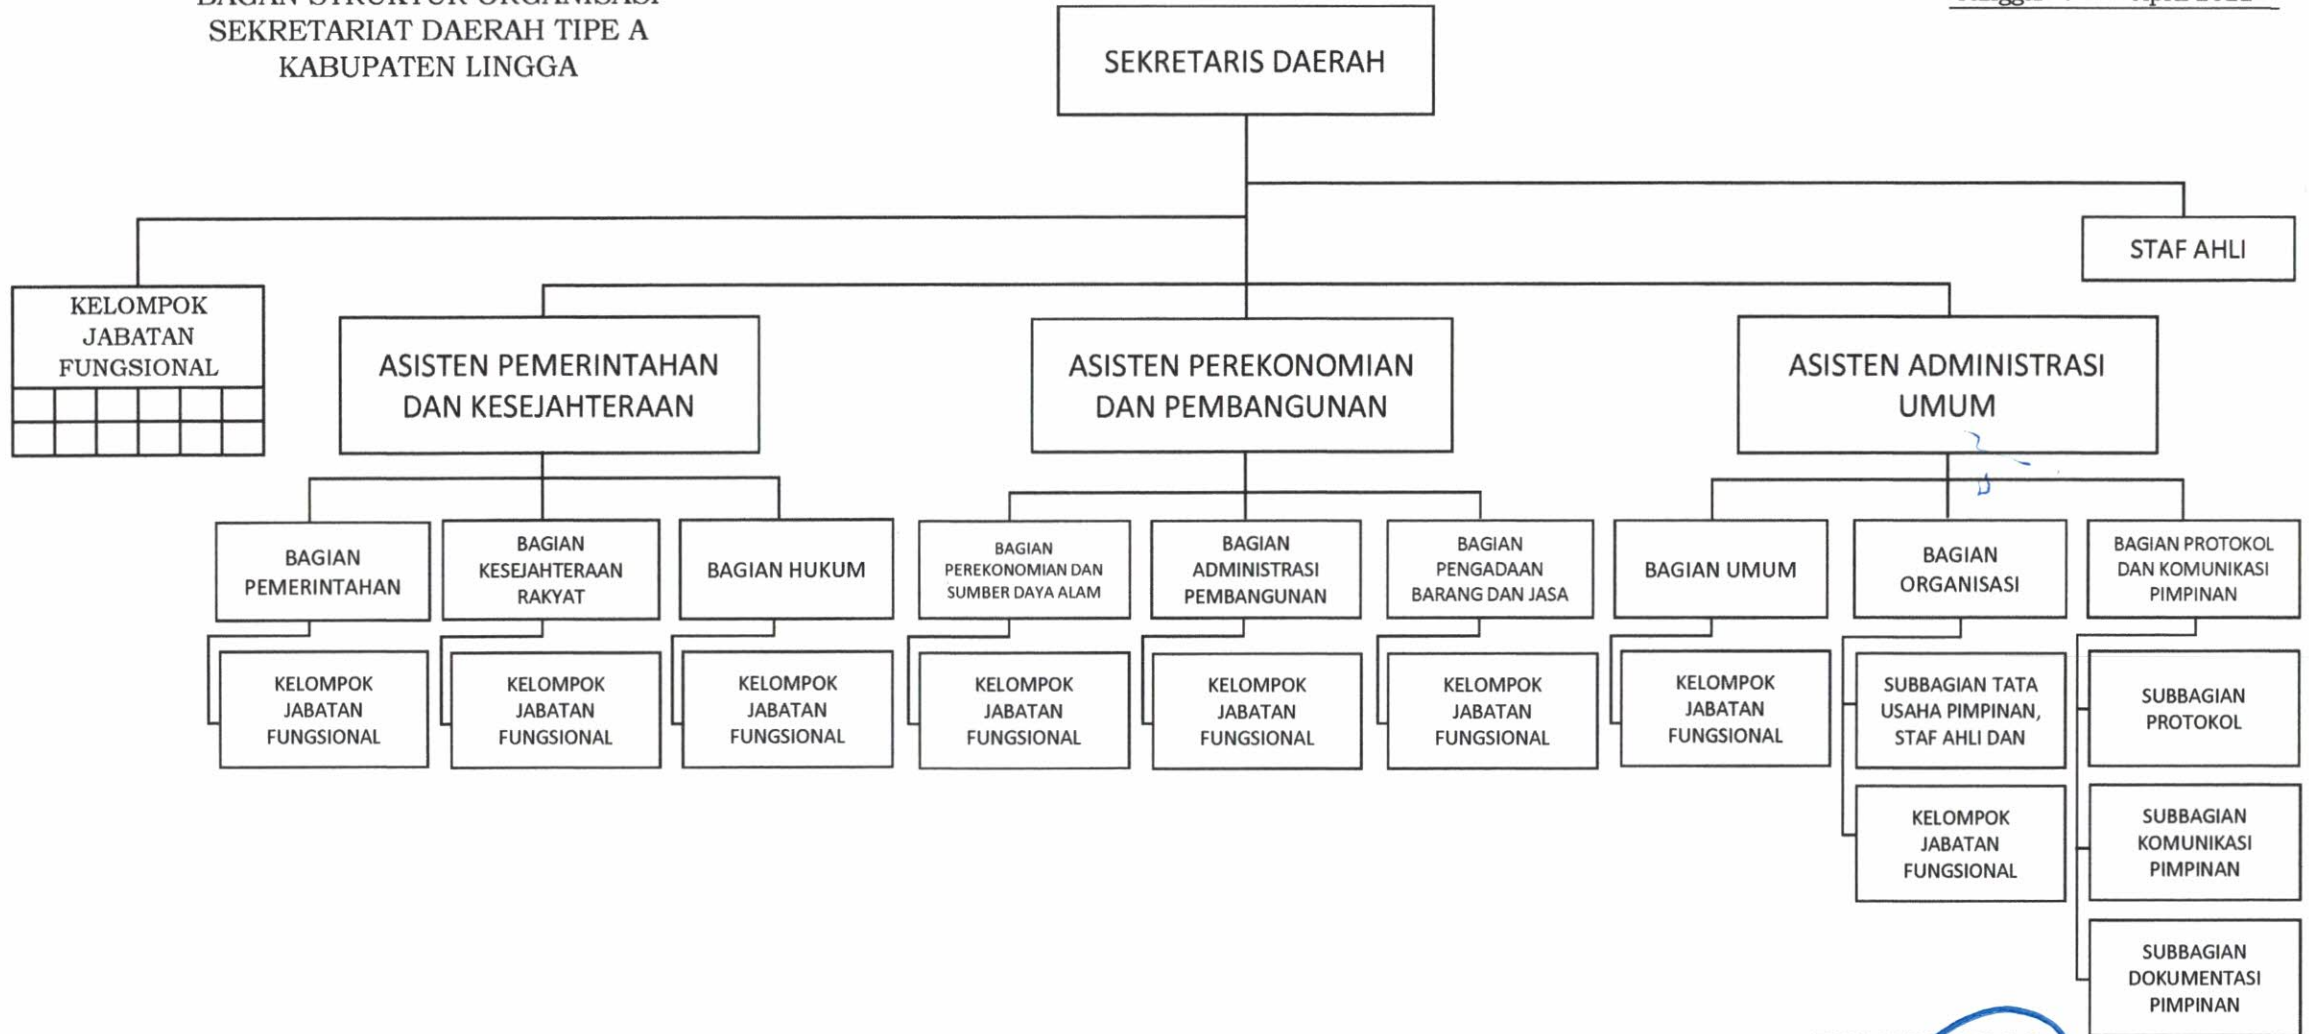 BAGAN STRUKTUR ORGANISASI
SEKRETARIAT DAERAH TIPE A
KABUPATEN LINGGA
SEKRETARIS DAERAH
STAF AHLI
KELOMPOK
JABATAN
FUNGSIONAL
ASISTEN PEMERINTAHAN
DAN KESEJAHTERAAN
ASISTEN PEREKONOMIAN
DAN PEMBANGUNAN
ASISTEN ADMINISTRASI
UMUM
BAGIAN
PEMERINTAHAN
BAGIAN
KESEJAHTERAAN
RAKYAT
BAGIAN HUKUM
BAGIAN
PEREKONOMIAN DAN
SUMBER DAYA ALAM
BAGIAN
ADMINISTRASI
PEMBANGUNAN
BAGIAN
PENGADAAN
BARANG DAN JASA
BAGIAN UMUM
BAGIAN
ORGANISASI
BAGIAN PROTOKOL
DAN KOMUNIKASI
PIMPINAN
KELOMPOK
JABATAN
FUNGSIONAL
KELOMPOK
JABATAN
FUNGSIONAL
KELOMPOK
JABATAN
FUNGSIONAL
KELOMPOK
JABATAN
FUNGSIONAL
KELOMPOK
JABATAN
FUNGSIONAL
KELOMPOK
JABATAN
FUNGSIONAL
KELOMPOK
JABATAN
FUNGSIONAL
SUBBAGIAN TATA
USAHA PIMPINAN,
STAF AHLI DAN
SUBBAGIAN
PROTOKOL
KELOMPOK
JABATAN
FUNGSIONAL
SUBBAGIAN
KOMUNIKASI
PIMPINAN
SUBBAGIAN
DOKUMENTASI
PIMPINAN